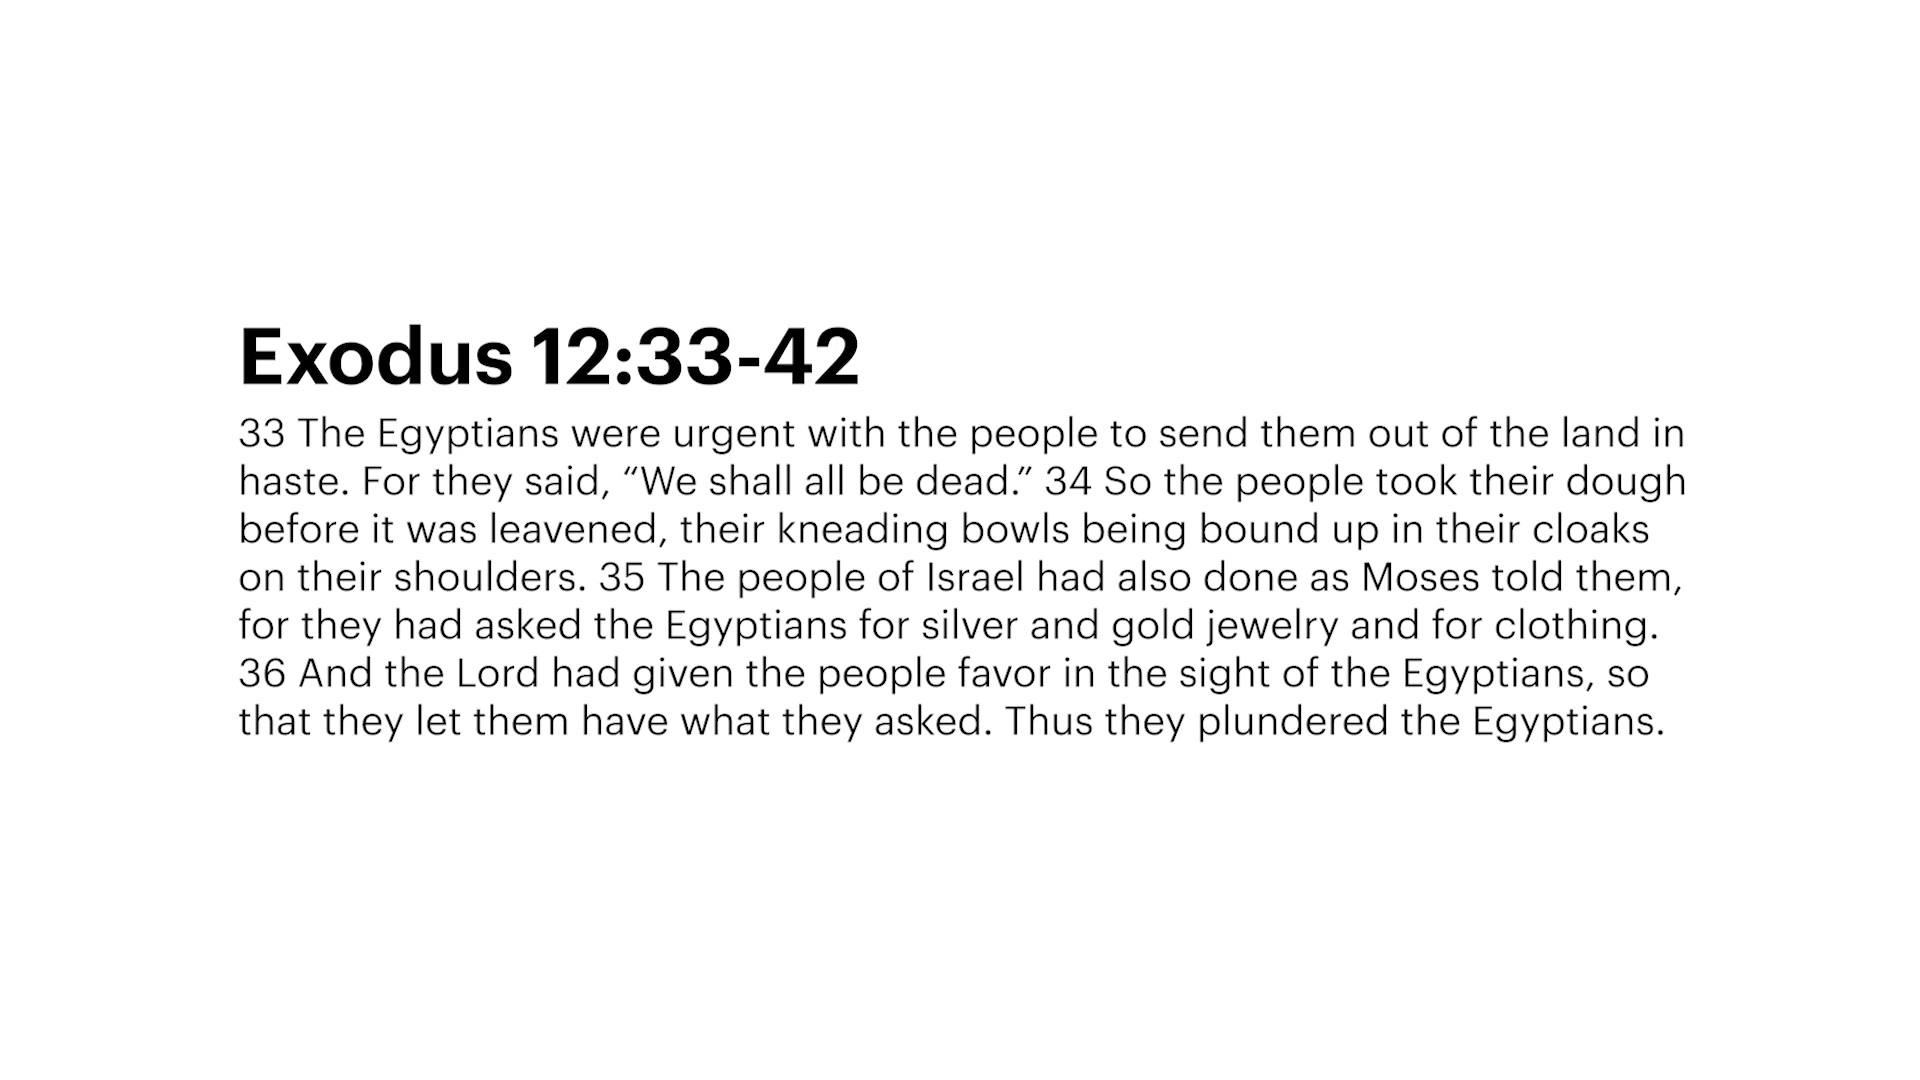 Exodus 12:33-42
33 The Egyptians were urgent with the people to send them out of the land in
haste. For they said, “We shall all be dead.” 34 So the people took their dough
before it was leavened, their kneading bowls being bound up in their cloaks
on their shoulders. 35 The people of Israel had also done as Moses told them,
for they had asked the Egyptians for silver and gold jewelry and for clothing.
36 And the Lord had given the people favor in the sight of the Egyptians, so
that they let them have what they asked. Thus they plundered the Egyptians.